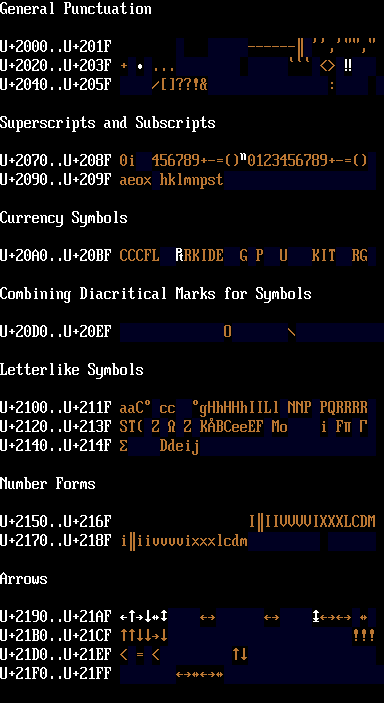 General Punctuation
U+2000..U+201F ------‖ ’’,’"",“
U+2020..U+203F + • ... ‵‵‵ <> ‼
U+2040..U+205F /[]??!& :
Superscripts and Subscripts
U+2070..U+208F 0i 456789+-=()ⁿ0123456789+-=()
U+2090..U+209F aeox hklmnpst
Currency Symbols
U+20A0..U+20BF CCCFL ₧RKIDE G P U KIT RG
Combining Diacritical Marks for Symbols
U+20D0..U+20EF O \
Letterlike Symbols
U+2100..U+211F aaC° cc °gHhHHhIILl NNP PQRRRR
U+2120..U+213F ST( Z Ω Z KÅBCeeEF Mo i Fπ Γ
U+2140..U+214F Σ Ddeij
Number Forms
U+2150..U+216F I‖IIVVVVIXXXLCDM
U+2170..U+218F i‖iivvvvixxxlcdm
Arrows
U+2190..U+21AF ←↑→↓↔↕ ↔ ↔ ↨↔↔ ↔
U+21B0..U+21CF ↑↑↓↓→↓ !!!
U+21D0..U+21EF < = < ↑↓
U+21F0..U+21FF ←→↔←→↔